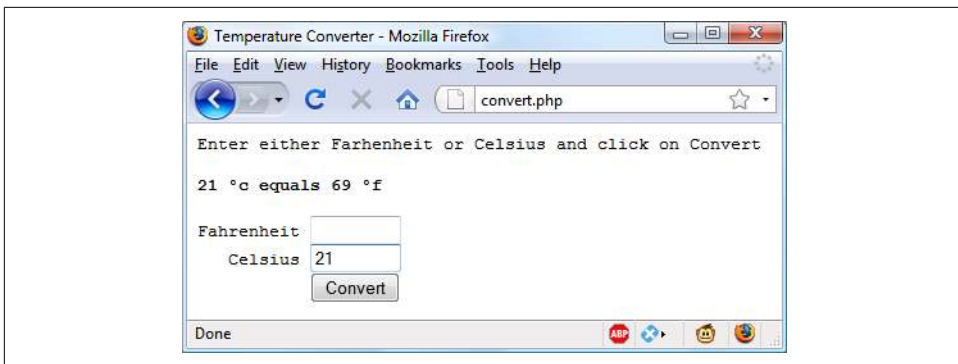 Temperature Converter - Mozilla Firefox
File Edit View History Bookmarks Tools Help
convert.php
Enter either Farhenheit or Celsius and click on Convert
21 °c equals 69 °f
Fahrenheit
Celsius 21
Convert
Done
ABP